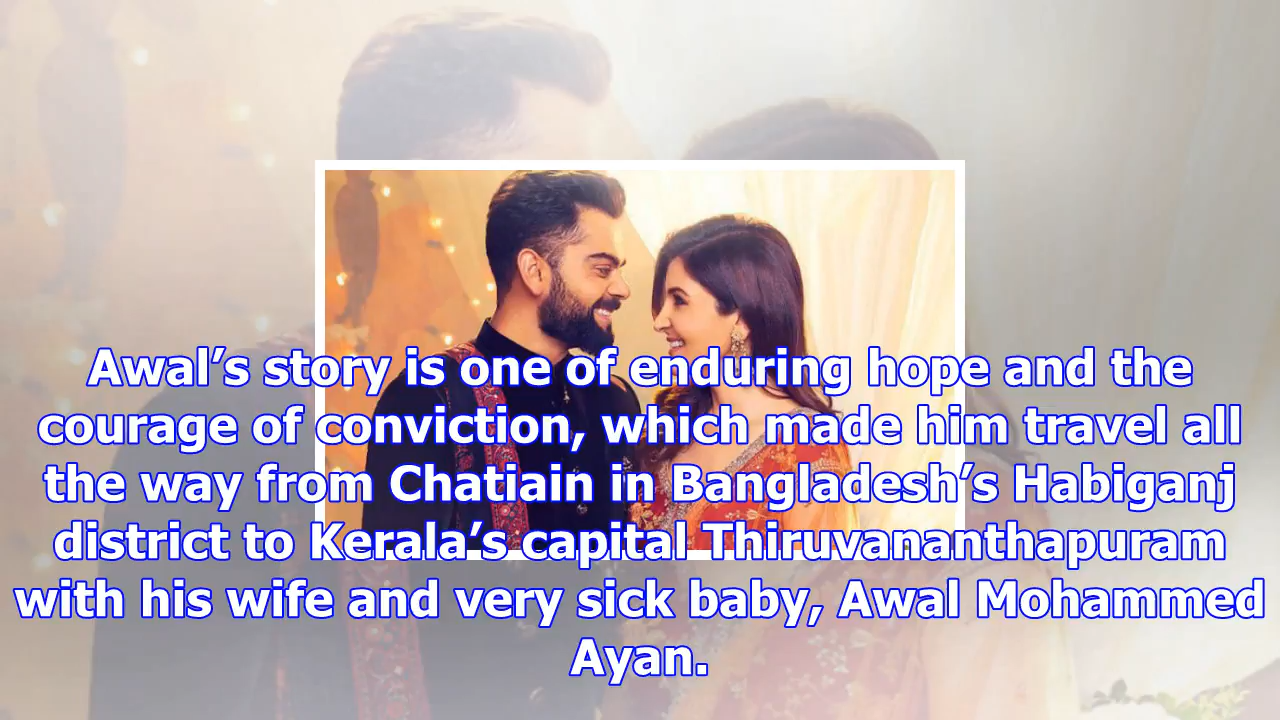 Awal’s story is one of enduring hope and the
courage of conviction, which made him travel all
the way from Chatiain in Bangladesh’s Habiganj
district to Kerala’s capital Thiruvananthapuram
with his wife and very sick baby, Awal Mohammed
Ayan.